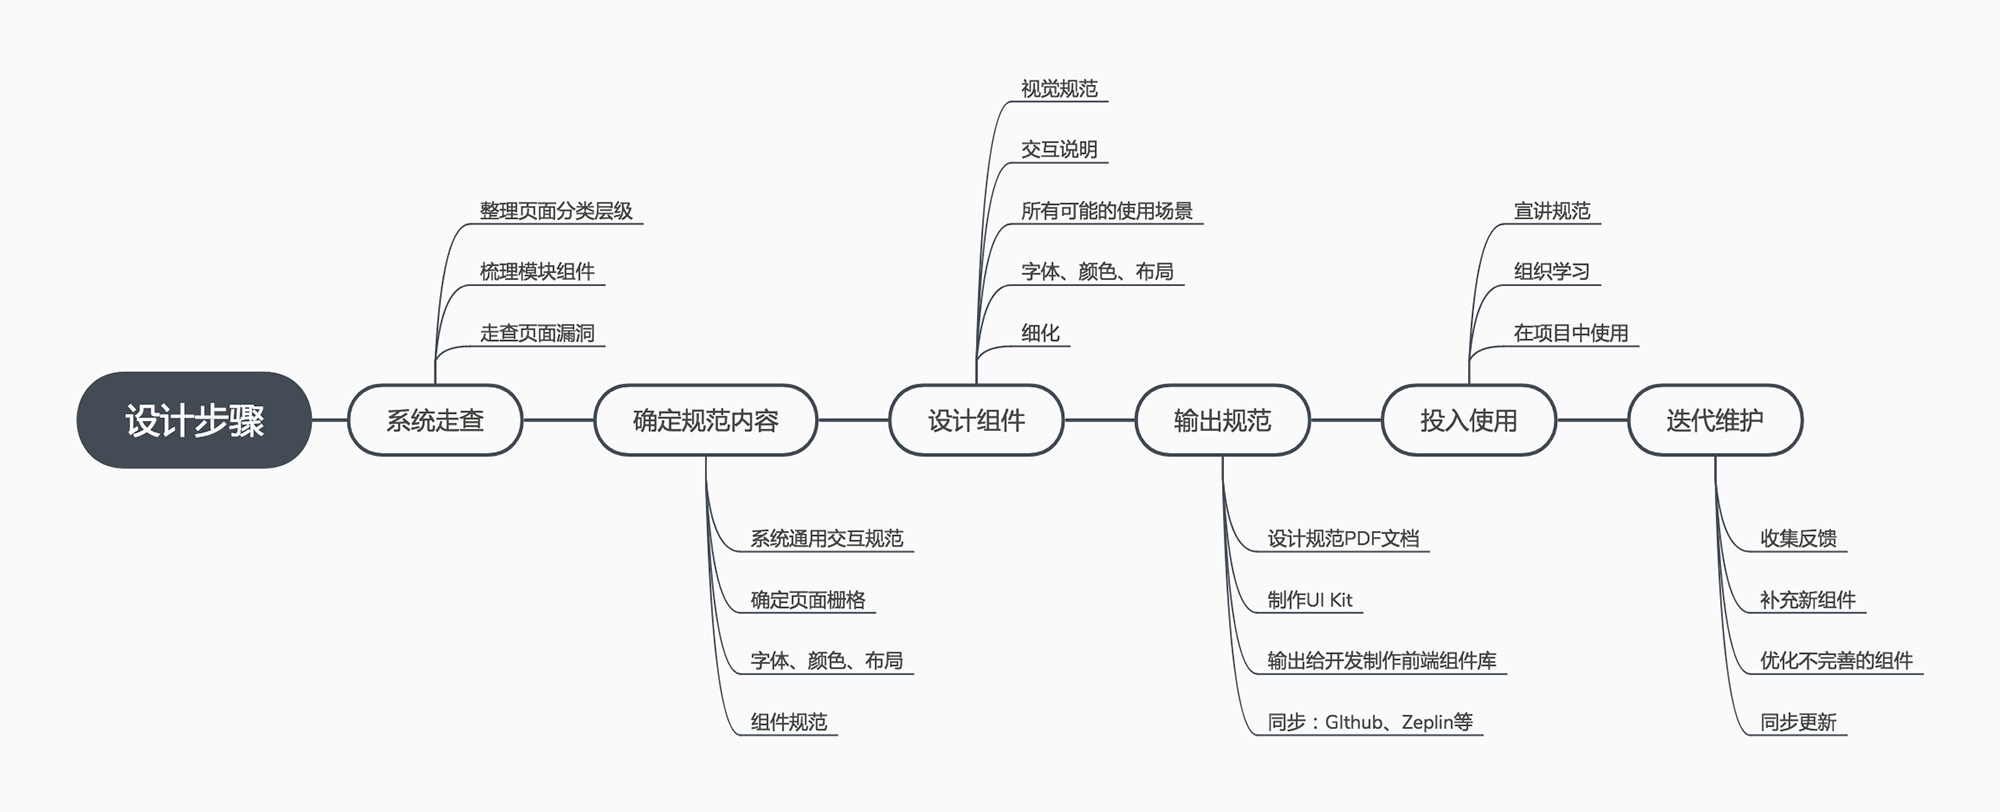 设计步骤
系统走查
整理页面分类层级
梳理模块组件
走查页面漏洞
确定规范内容
系统通用交互规范
确定页面栅格
字体、颜色、布局
组件规范
设计组件
视觉规范
交互说明
所有可能的使用场景
字体、颜色、布局
细化
输出规范
设计规范PDF文档
制作UI Kit
输出给开发制作前端组件库
同步：GIthub、Zeplin等
投入使用
宣讲规范
组织学习
在项目中使用
迭代维护
收集反馈
补充新组件
优化不完善的组件
同步更新